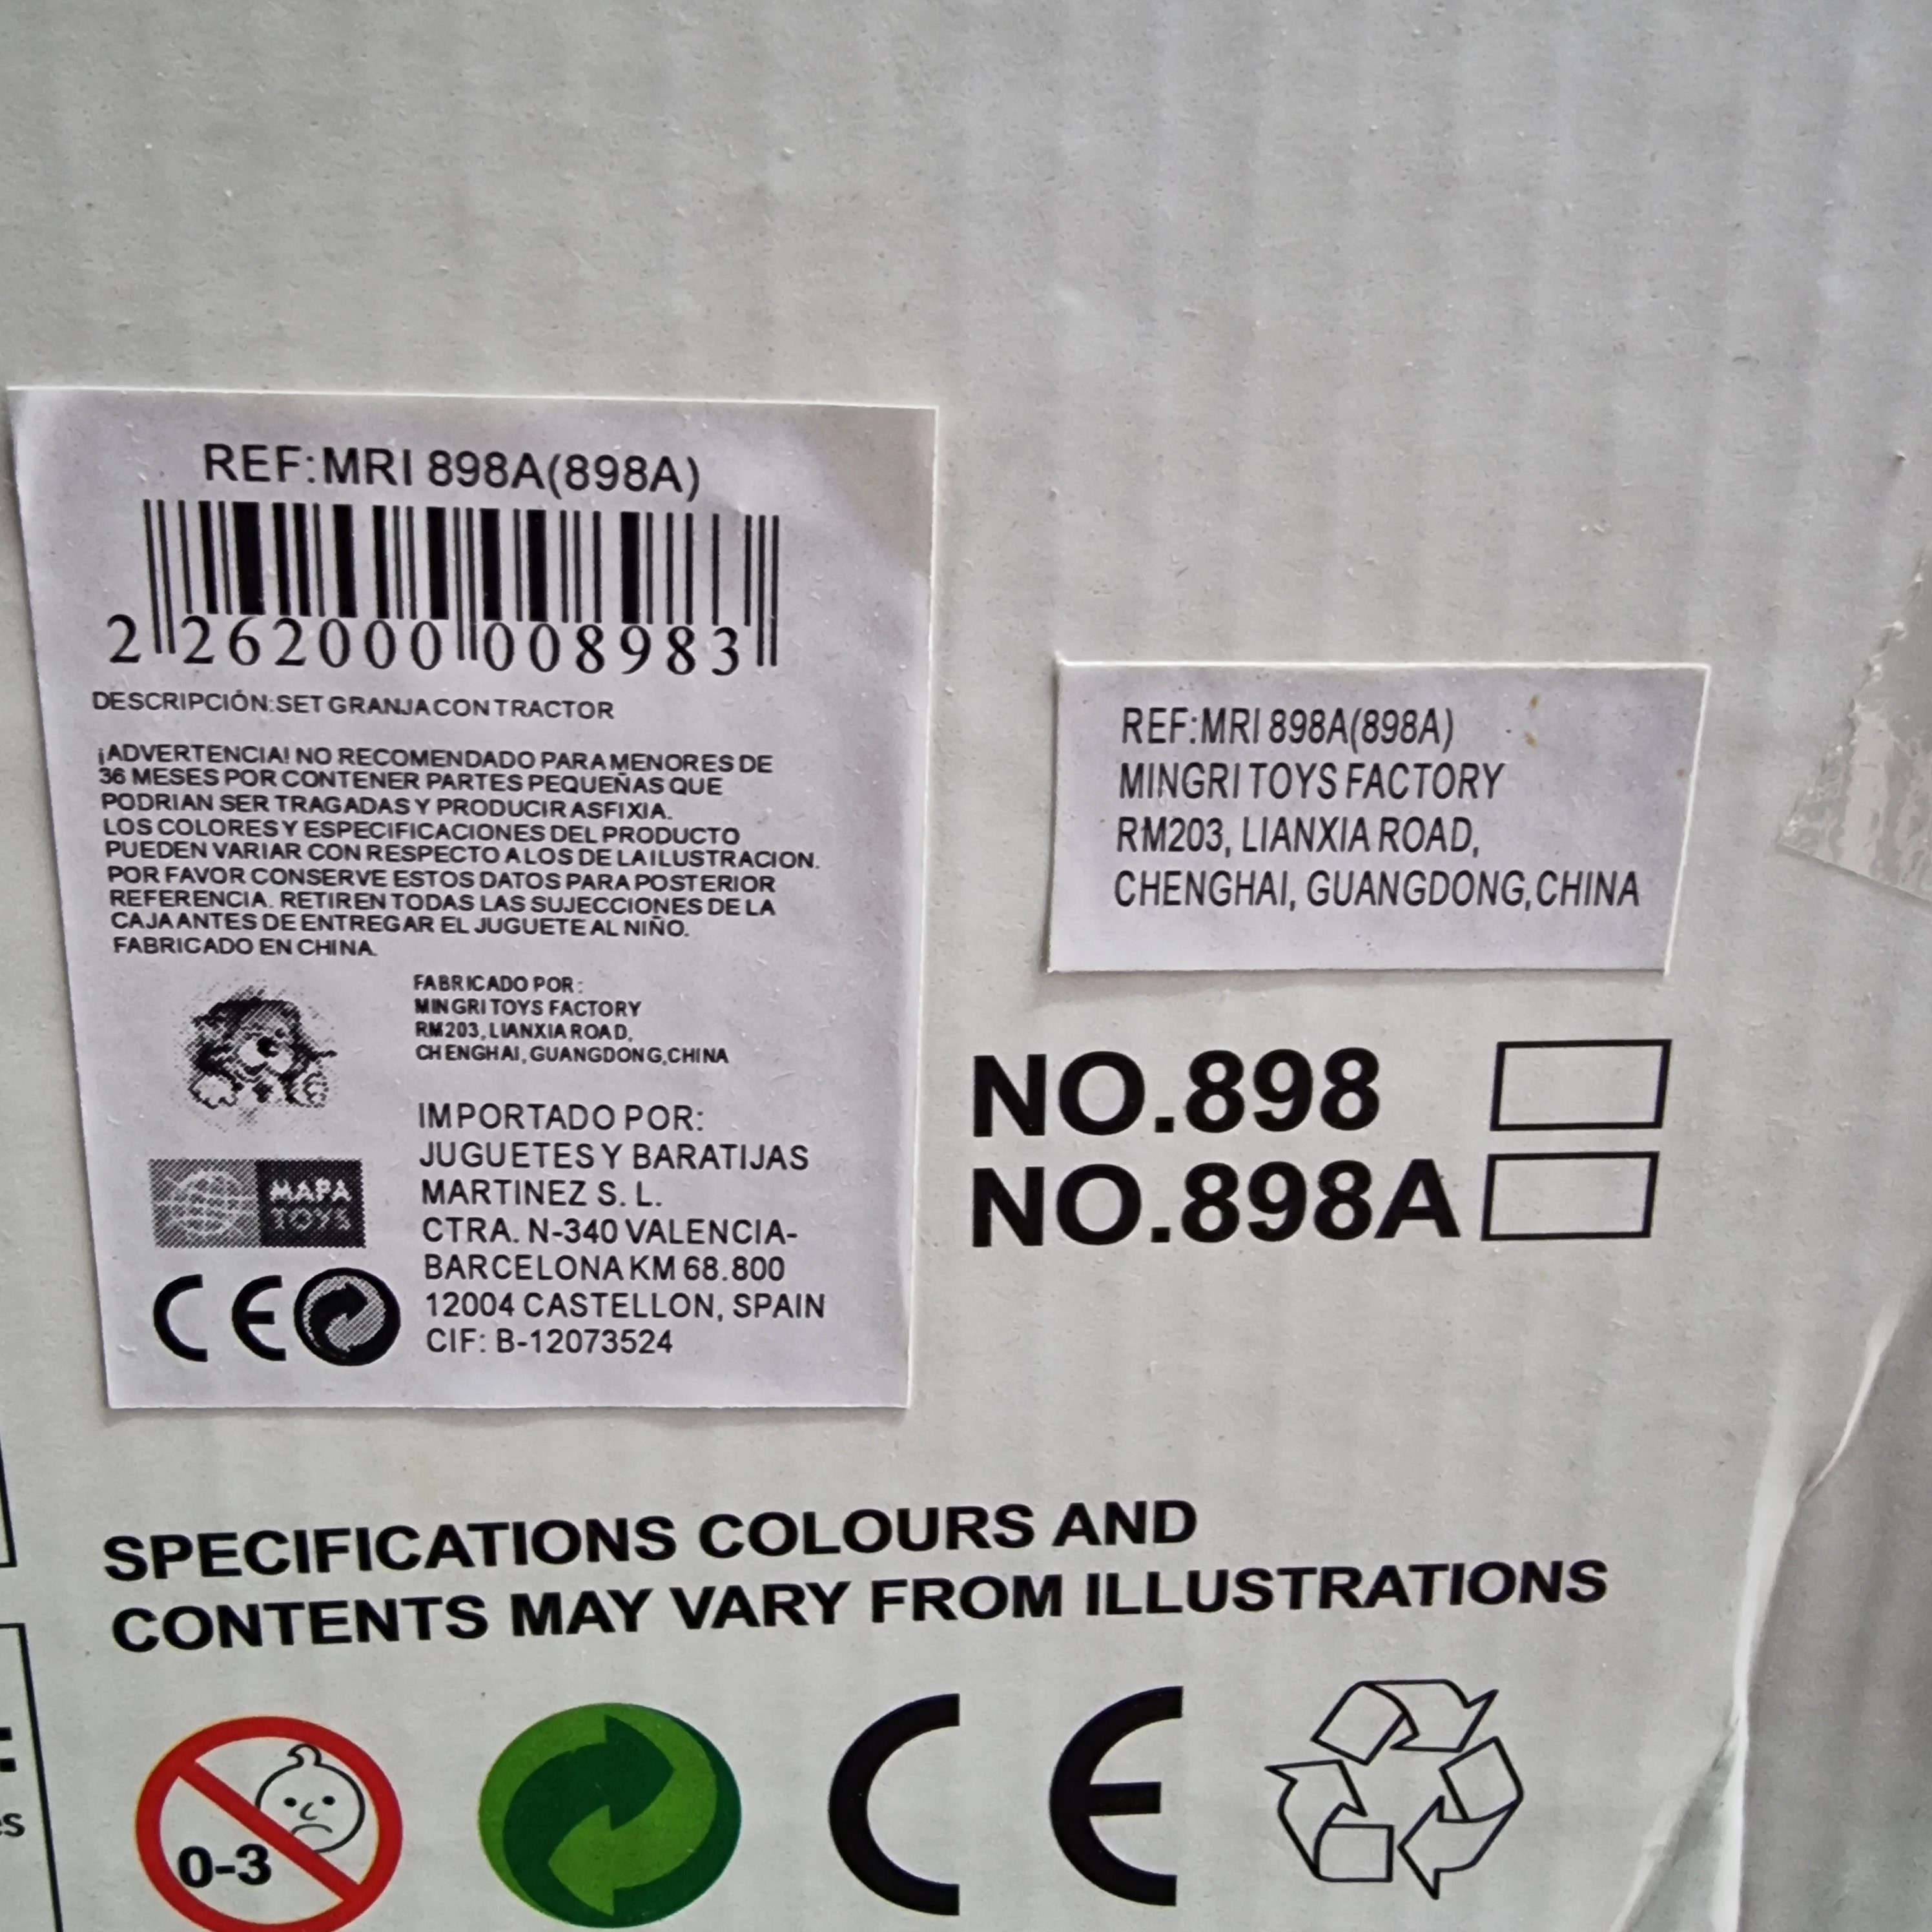 REF:MRI 898A(898A)
2 262000 008983
DESCRIPCIÓN:SET GRANJA CON TRACTOR
¡ADVERTENCIA! NO RECOMENDADO PARA MENORES DE
36 MESES POR CONTENER PARTES PEQUEÑAS QUE
PODRIAN SER TRAGADAS Y PRODUCIR ASFIXIA.
LOS COLORES Y ESPECIFICACIONES DEL PRODUCTO
PUEDEN VARIAR CON RESPECTO A LOS DE LA ILUSTRACION.
POR FAVOR CONSERVE ESTOS DATOS PARA POSTERIOR
REFERENCIA. RETIREN TODAS LAS SUJECCIONES DE LA
CAJA ANTES DE ENTREGAR EL JUGUETE AL NIÑO.
FABRICADO EN CHINA.
FABRICADO POR:
MINGRI TOYS FACTORY
RM203, LIANXIA ROAD,
CHENGHAI, GUANGDONG,CHINA
MAPA
TOYS
IMPORTADO POR:
JUGUETES Y BARATIJAS
MARTINEZ S. L.
CTRA. N-340 VALENCIA-
BARCELONA KM 68.800
12004 CASTELLON, SPAIN
CIF: B-12073524
CE
REF:MRI 898A(898A)
MINGRI TOYS FACTORY
RM203, LIANXIA ROAD,
CHENGHAI, GUANGDONG,CHINA
NO.898
NO.898A
SPECIFICATIONS COLOURS AND
CONTENTS MAY VARY FROM ILLUSTRATIONS
0-3
CE